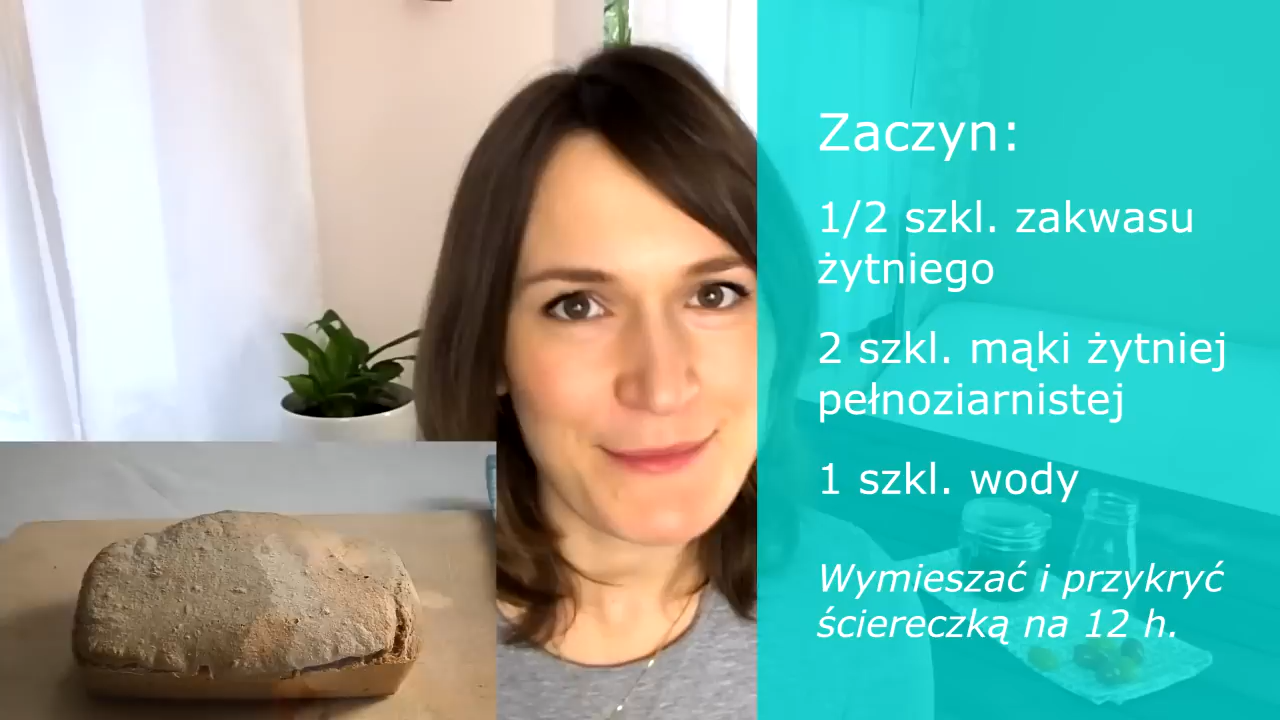 Zaczyn:
1/2 szkl. zakwasu
żytniego
2 szkl. mąki żytniej
pełnoziarnistej
1 szkl. wody
Wymieszać i przykryć
ściereczką na 12 h.